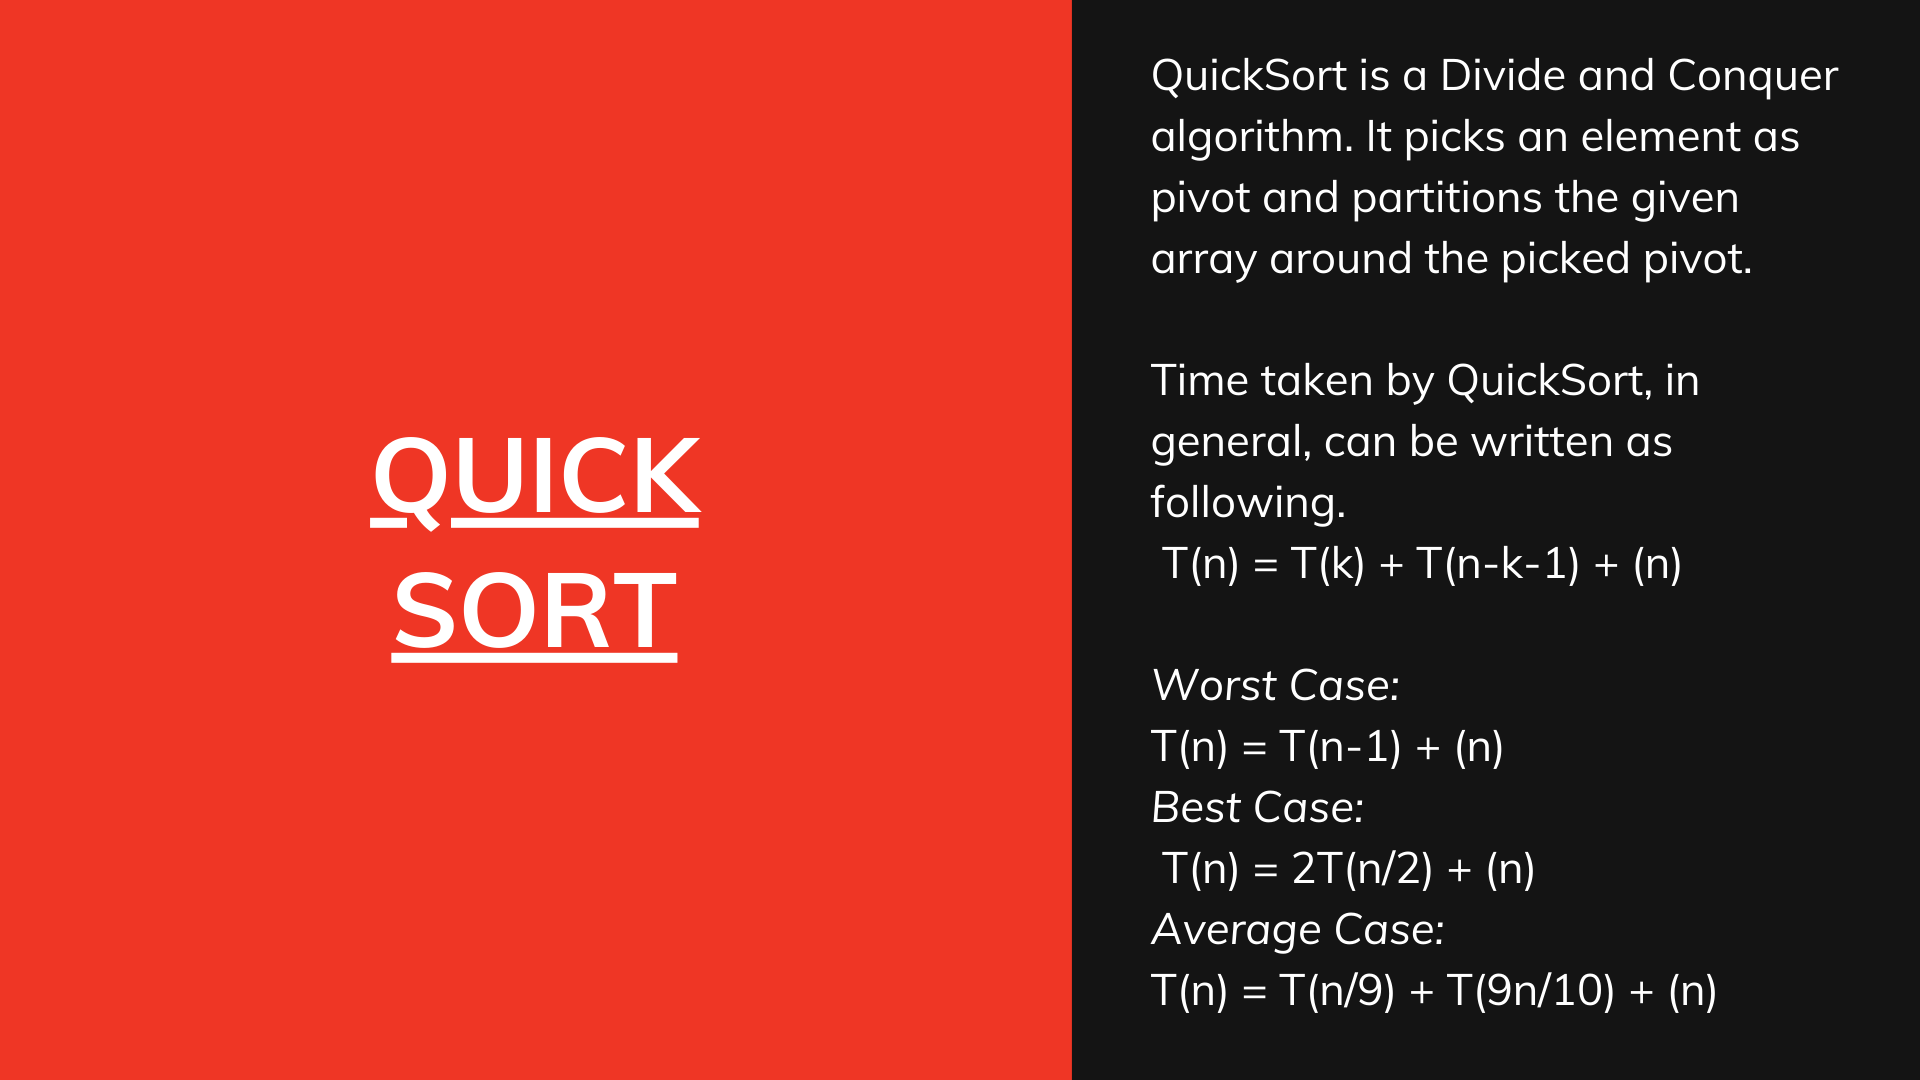 QUICK
SORT
QuickSort is a Divide and Conquer
algorithm. It picks an element as
pivot and partitions the given
array around the picked pivot.
Time taken by QuickSort, in
general, can be written as
following.
T(n) = T(k) + T(n-k-1) + (n)
Worst Case:
T(n) = T(n-1) + (n)
Best Case:
T(n) = 2T(n/2) + (n)
Average Case:
T(n) = T(n/9) + T(9n/10) + (n)